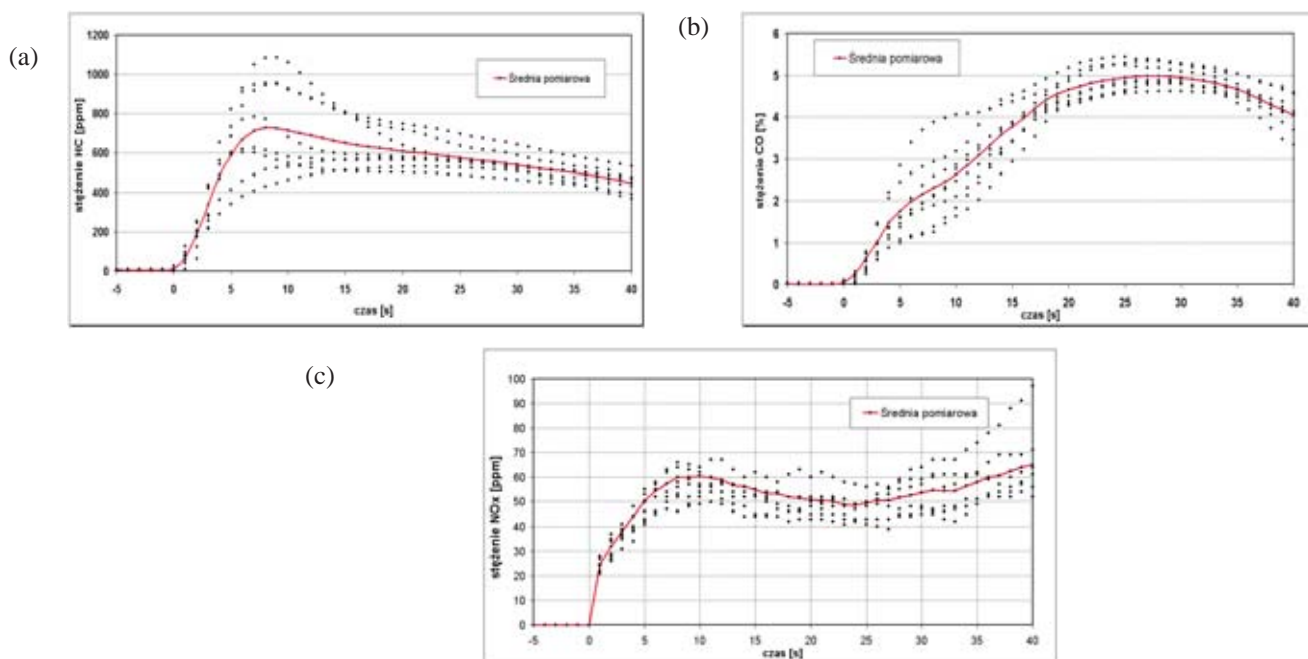 (a)
1200
1000
800
600
400
200
0
stężenie HC [ppm]
Średnia pomiarowa
-5 0 5 10 15 20 25 30 35 40
czas [s]
(b)
6
5
4
3
2
1
0
stężenie CO [%]
Średnia pomiarowa
-5 0 5 10 15 20 25 30 35 40
czas [s]
(c)
100
90
80
70
60
50
40
30
20
10
0
stężenie NOx [ppm]
Średnia pomiarowa
-5 0 5 10 15 20 25 30 35 40
czas [s]